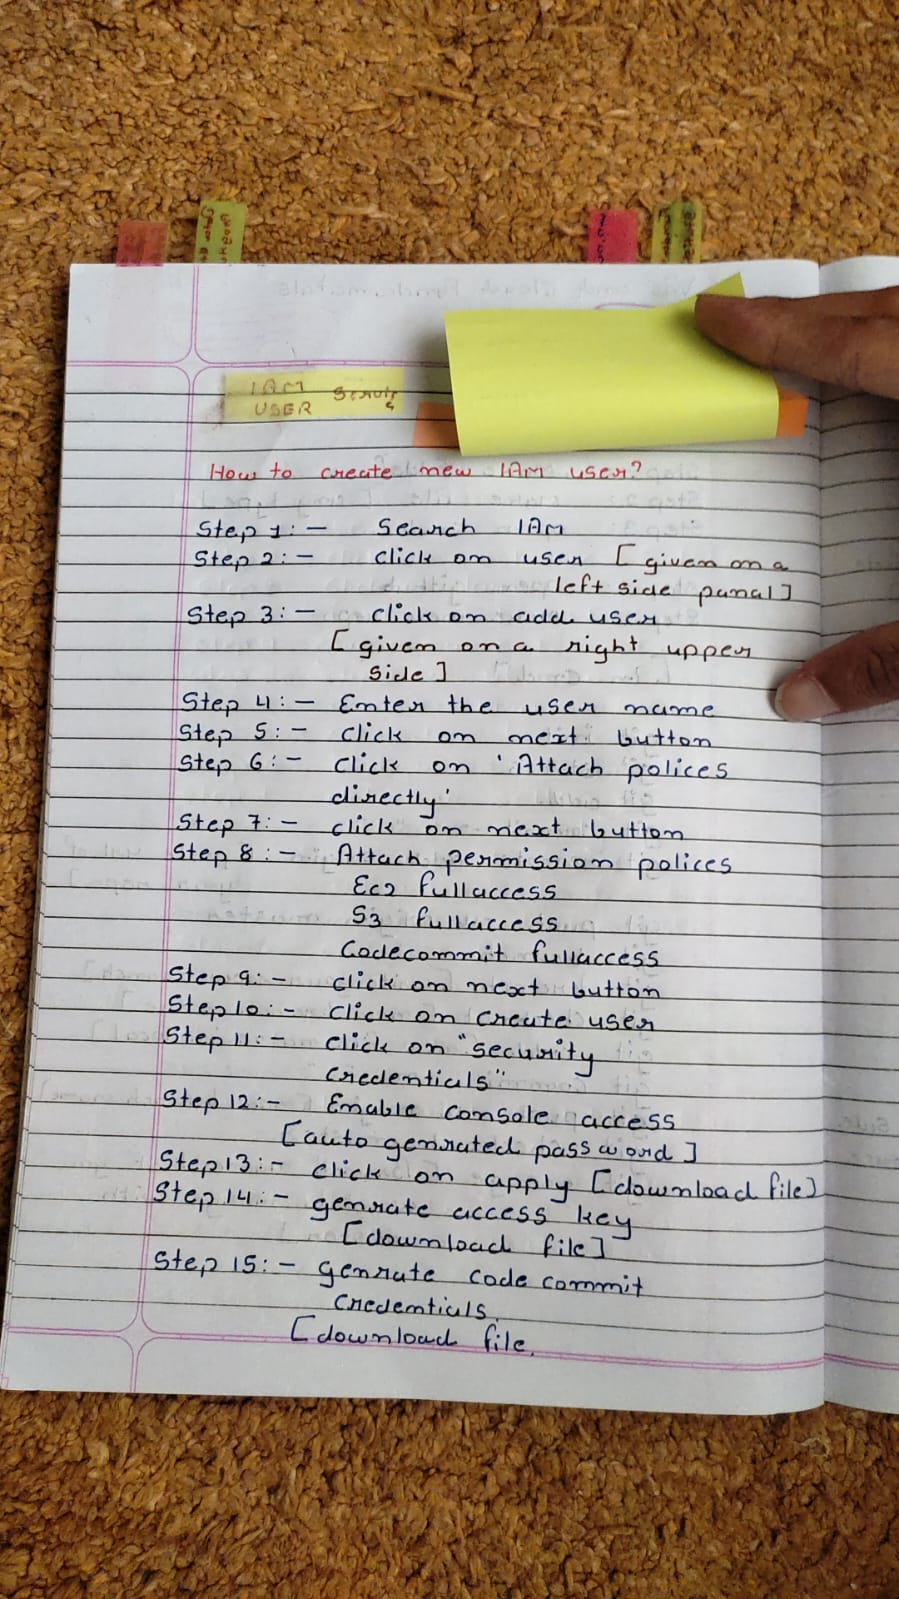 IAM
USER Service
How to create new IAM user?
Step 1:- Search IAM
Step 2:- click on user [given on a
left side panal]
Step 3:- click on add user
[given on a right upper
side]
Step 4:- Enter the user name
Step 5:- click on next button
Step 6:- click on 'Attach polices
directly'
Step 7:- click on next button
Step 8:- Attach permission polices
Ec2 fullaccess
S3 fullaccess
Codecommit fullaccess
Step 9:- click on next button
Step10:- click on create user
Step 11:- click on "security
credentials"
Step 12:- Enable console access
[auto genrated password]
Step13:- click on apply [download file]
Step 14:- genrate access key
[download file]
Step 15:- genrate code commit
credentials
[download file.